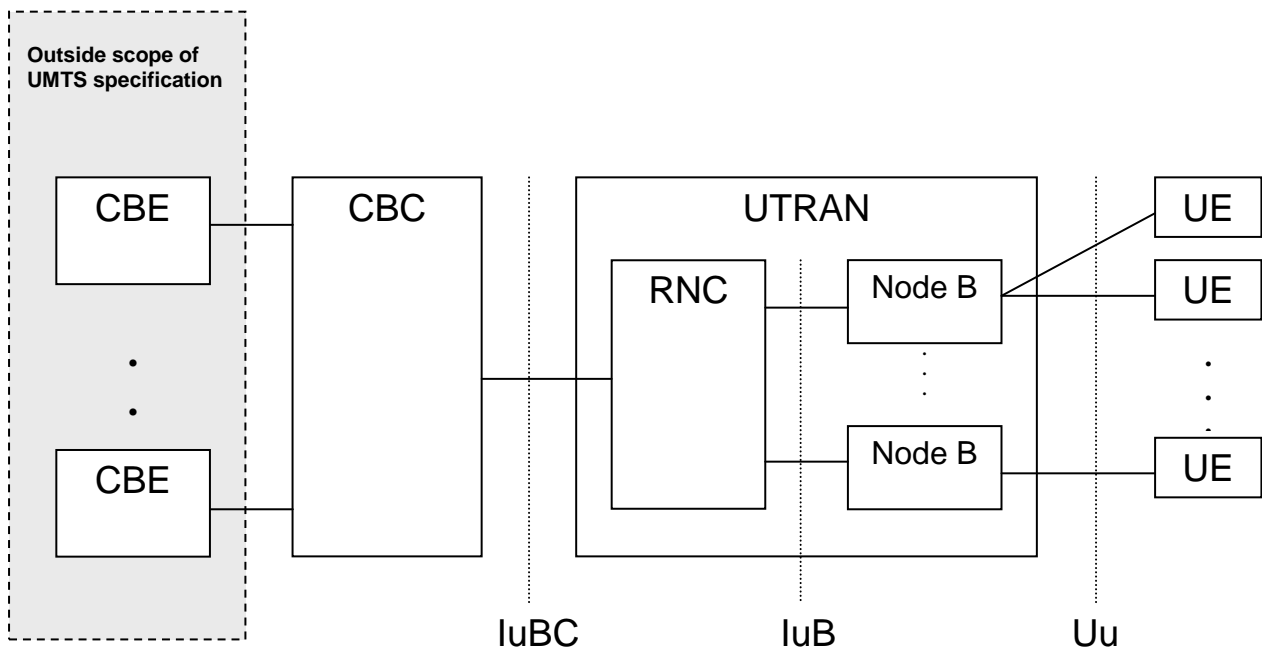 Outside scope of
UMTS specification
CBE
CBC
UTRAN
UE
RNC
Node B
UE
CBE
Node B
UE
IuBC
IuB
Uu